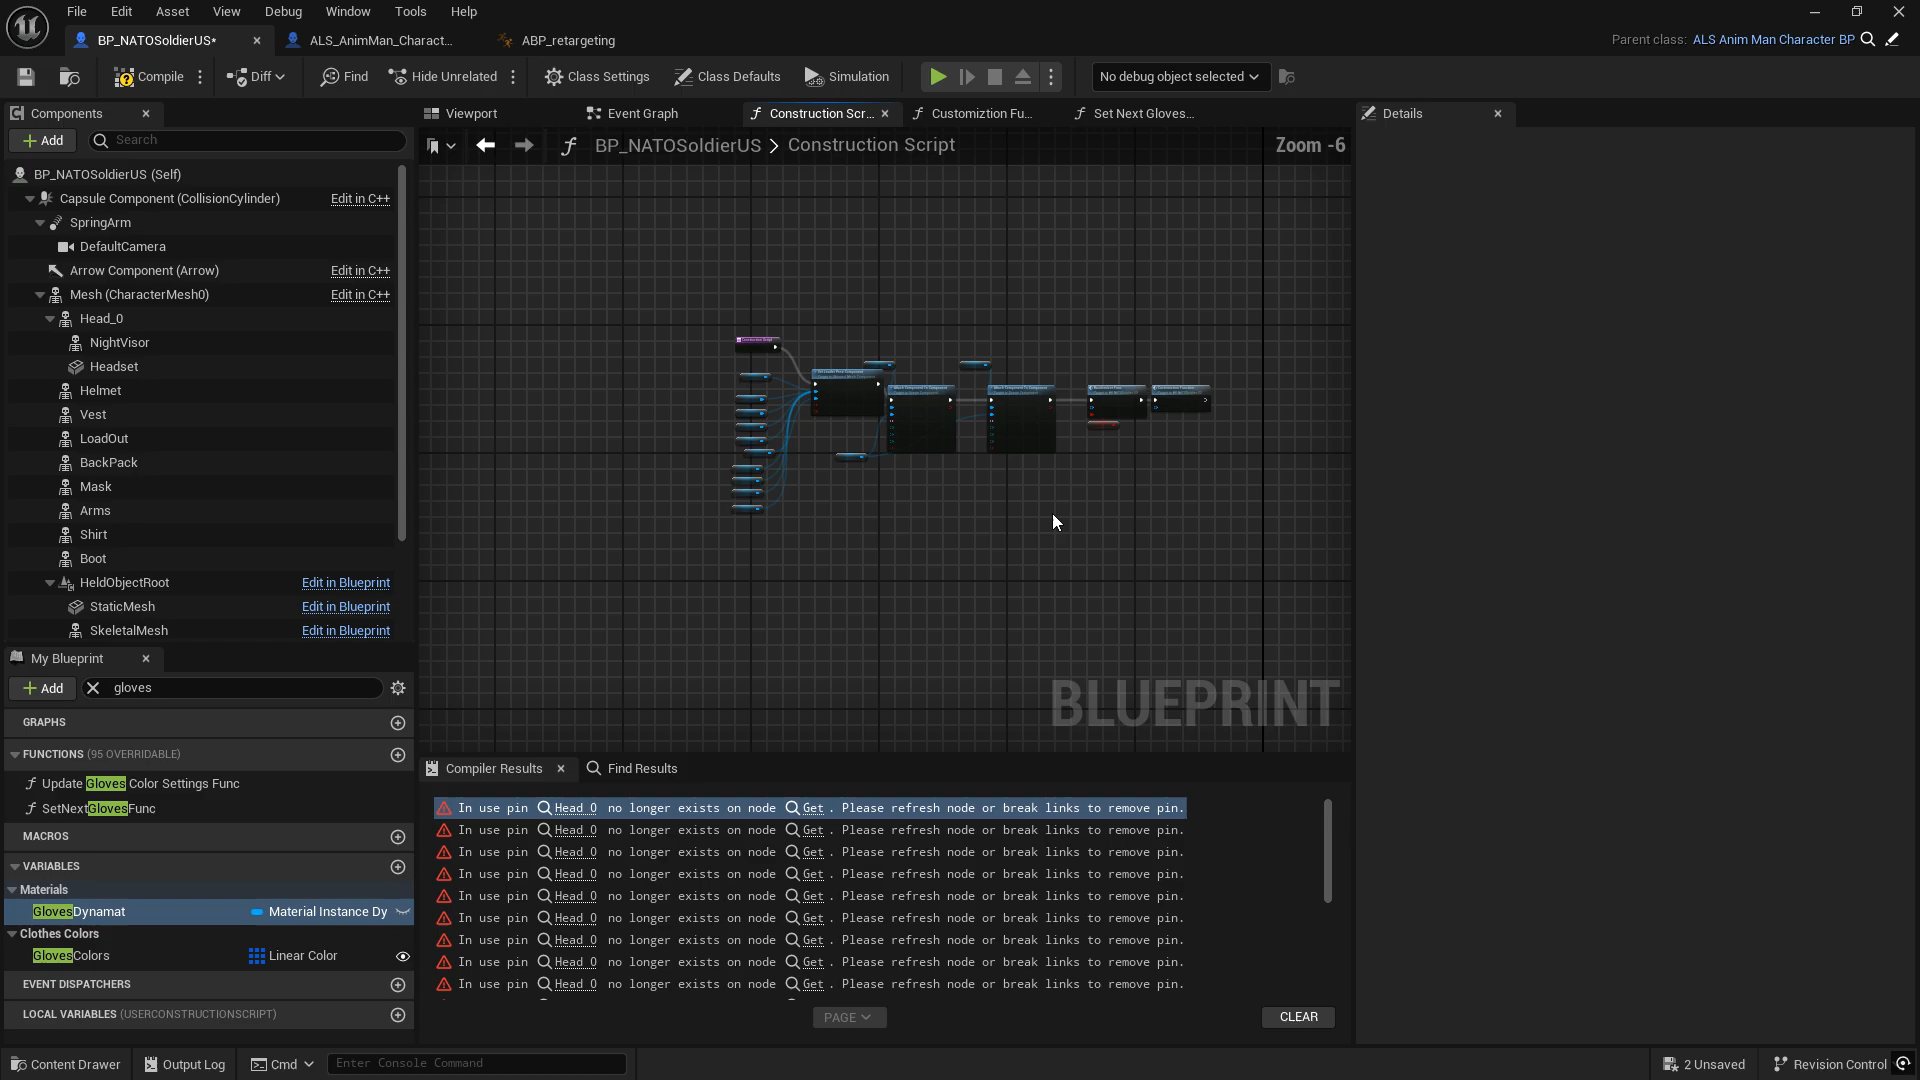 File Edit Asset View Debug Window Tools Help
BP_NATOSoldierUS* ALS_AnimMan_Charact... ABP_retargeting Parent class: ALS Anim Man Character BP
Compile Diff Find Hide Unrelated Class Settings Class Defaults Simulation No debug object selected
Components Viewport Event Graph Construction Scr... Customiztion Fu... Set Next Gloves... Details
Add Search BP_NATOSoldierUS > Construction Script Zoom -6
BP_NATOSoldierUS (Self)
Capsule Component (CollisionCylinder) Edit in C++
SpringArm
DefaultCamera
Arrow Component (Arrow) Edit in C++
Mesh (CharacterMesh0) Edit in C++
Head_0
NightVisor
Headset
Helmet
Vest
LoadOut
BackPack
Mask
Arms
Shirt
Boot
HeldObjectRoot Edit in Blueprint
StaticMesh Edit in Blueprint
SkeletalMesh Edit in Blueprint
BLUEPRINT
My Blueprint
Add gloves
GRAPHS
FUNCTIONS (95 OVERRIDABLE)
Update Gloves Color Settings Func
SetNextGlovesFunc
MACROS
VARIABLES
Materials
GlovesDynamat Material Instance Dy
Clothes Colors
GlovesColors Linear Color
EVENT DISPATCHERS
LOCAL VARIABLES (USERCONSTRUCTIONSCRIPT)
Compiler Results Find Results
In use pin Head 0 no longer exists on node Get . Please refresh node or break links to remove pin.
In use pin Head 0 no longer exists on node Get . Please refresh node or break links to remove pin.
In use pin Head 0 no longer exists on node Get . Please refresh node or break links to remove pin.
In use pin Head 0 no longer exists on node Get . Please refresh node or break links to remove pin.
In use pin Head 0 no longer exists on node Get . Please refresh node or break links to remove pin.
In use pin Head 0 no longer exists on node Get . Please refresh node or break links to remove pin.
In use pin Head 0 no longer exists on node Get . Please refresh node or break links to remove pin.
In use pin Head 0 no longer exists on node Get . Please refresh node or break links to remove pin.
In use pin Head 0 no longer exists on node Get . Please refresh node or break links to remove pin.
PAGE CLEAR
Content Drawer Output Log Cmd Enter Console Command 2 Unsaved Revision Control